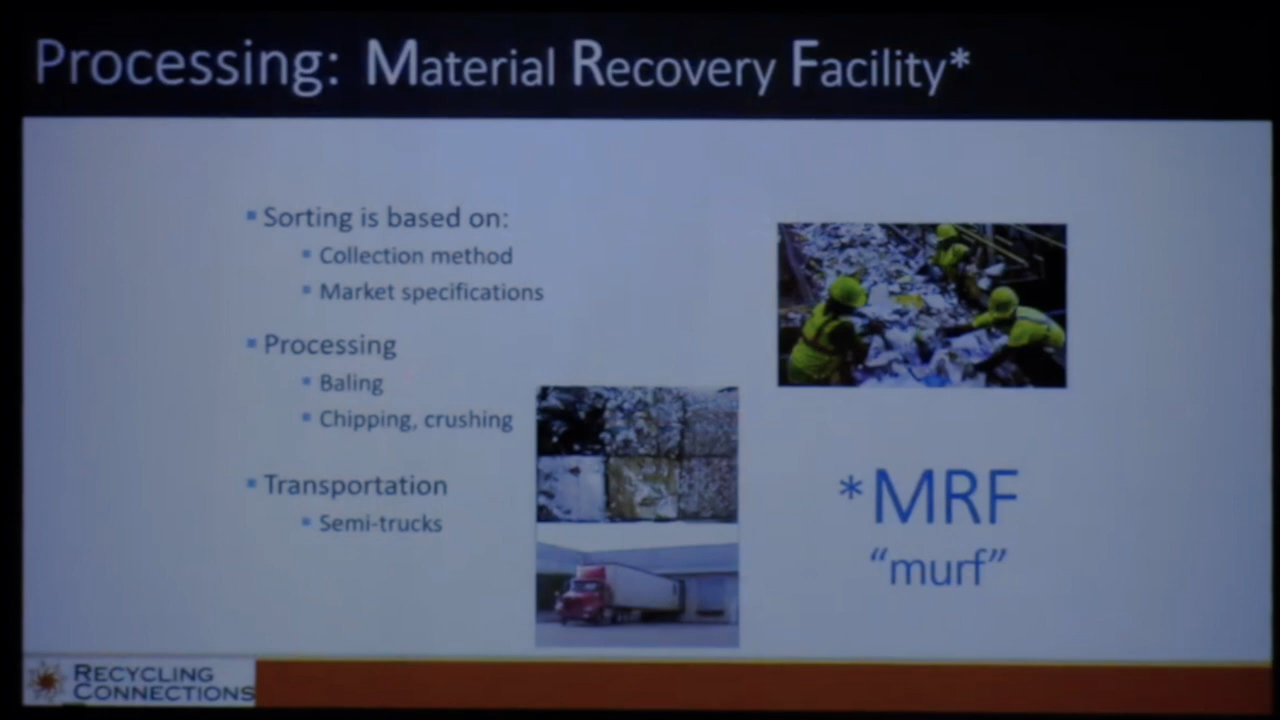 Processing: Material Recovery Facility*
▪ Sorting is based on:
▪ Collection method
▪ Market specifications
▪ Processing
▪ Baling
▪ Chipping, crushing
▪ Transportation
▪ Semi-trucks
*MRF
“murf”
RECYCLING
CONNECTIONS